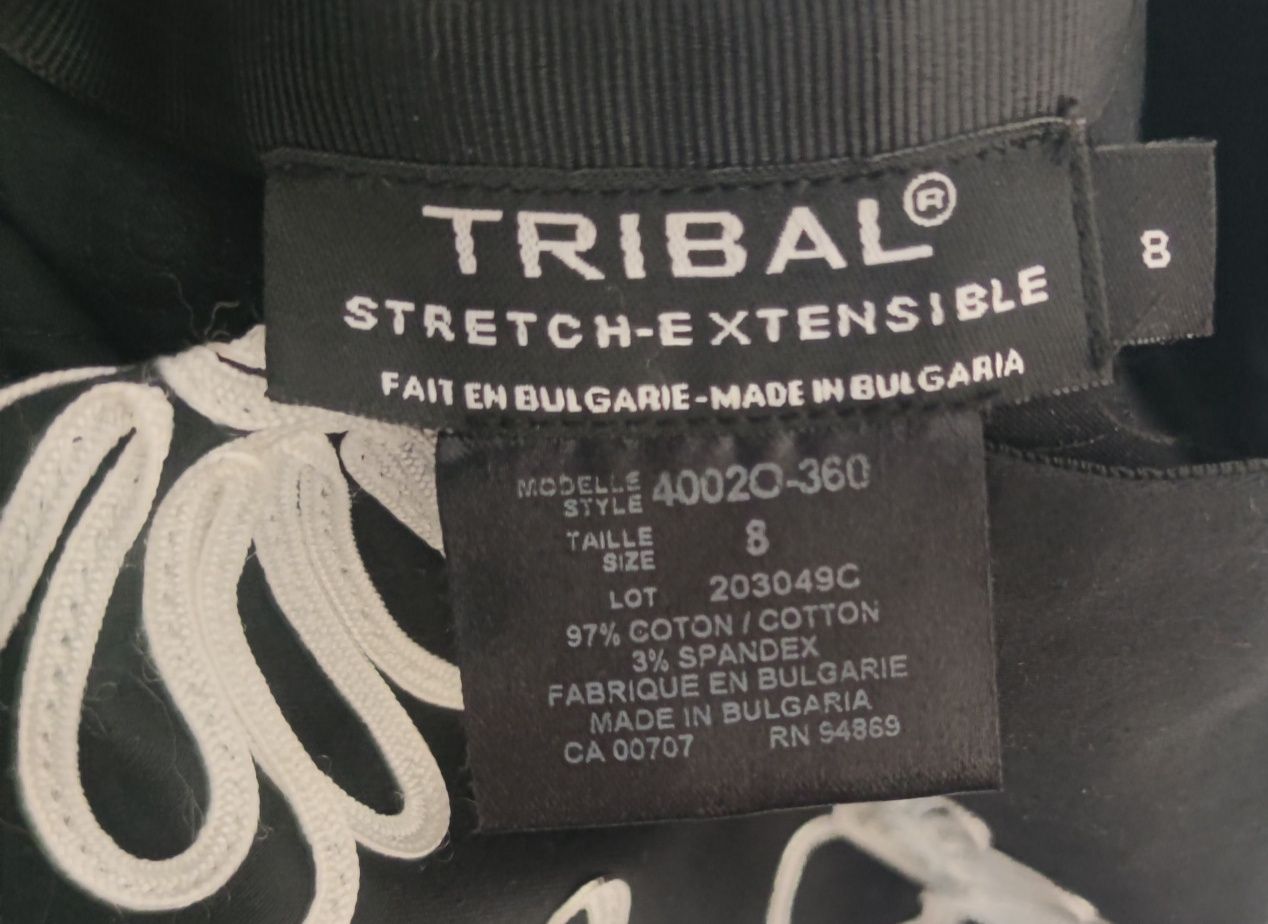 TRIBAL®
STRETCH-EXTENSIBLE
FAIT EN BULGARIE-MADE IN BULGARIA
8
MODELLE
STYLE 4002O-360
TAILLE
SIZE 8
LOT 203049C
97% COTON / COTTON
3% SPANDEX
FABRIQUE EN BULGARIE
MADE IN BULGARIA
CA 00707 RN 94869